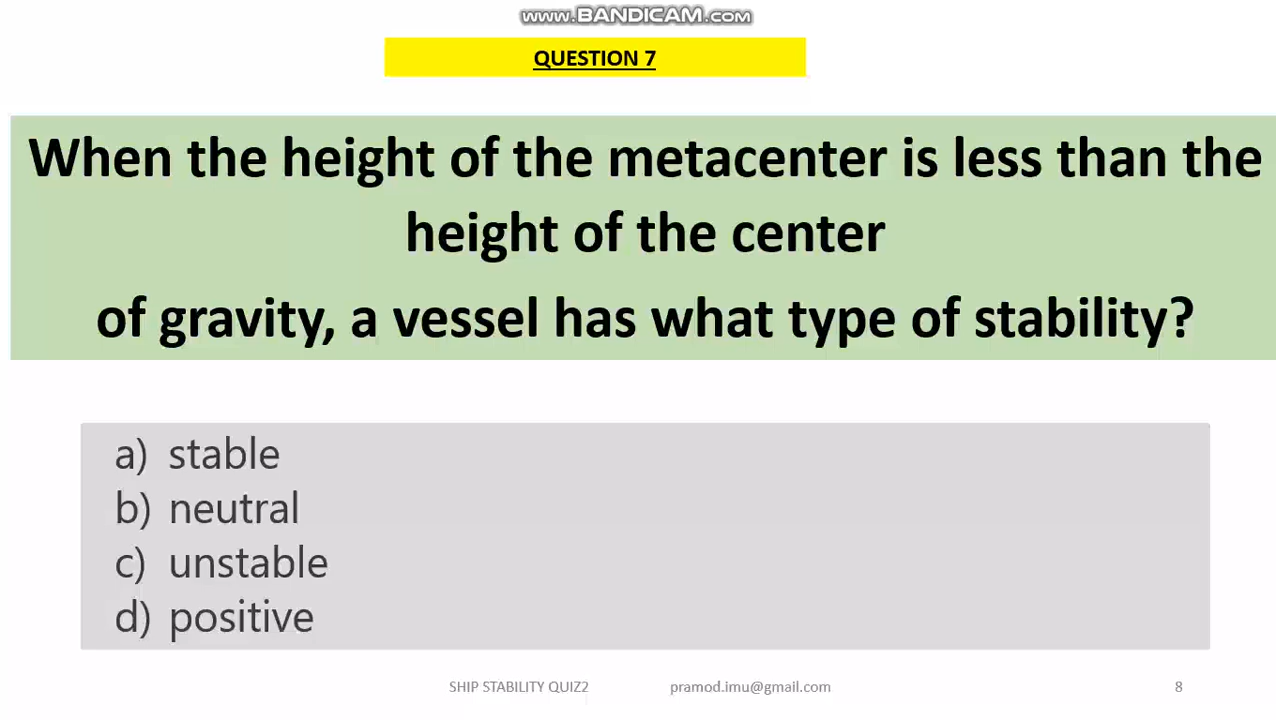 www.BANDICAM.com
QUESTION 7
When the height of the metacenter is less than the
height of the center
of gravity, a vessel has what type of stability?
a) stable
b) neutral
c) unstable
d) positive
SHIP STABILITY QUIZ2 pramod.imu@gmail.com 8